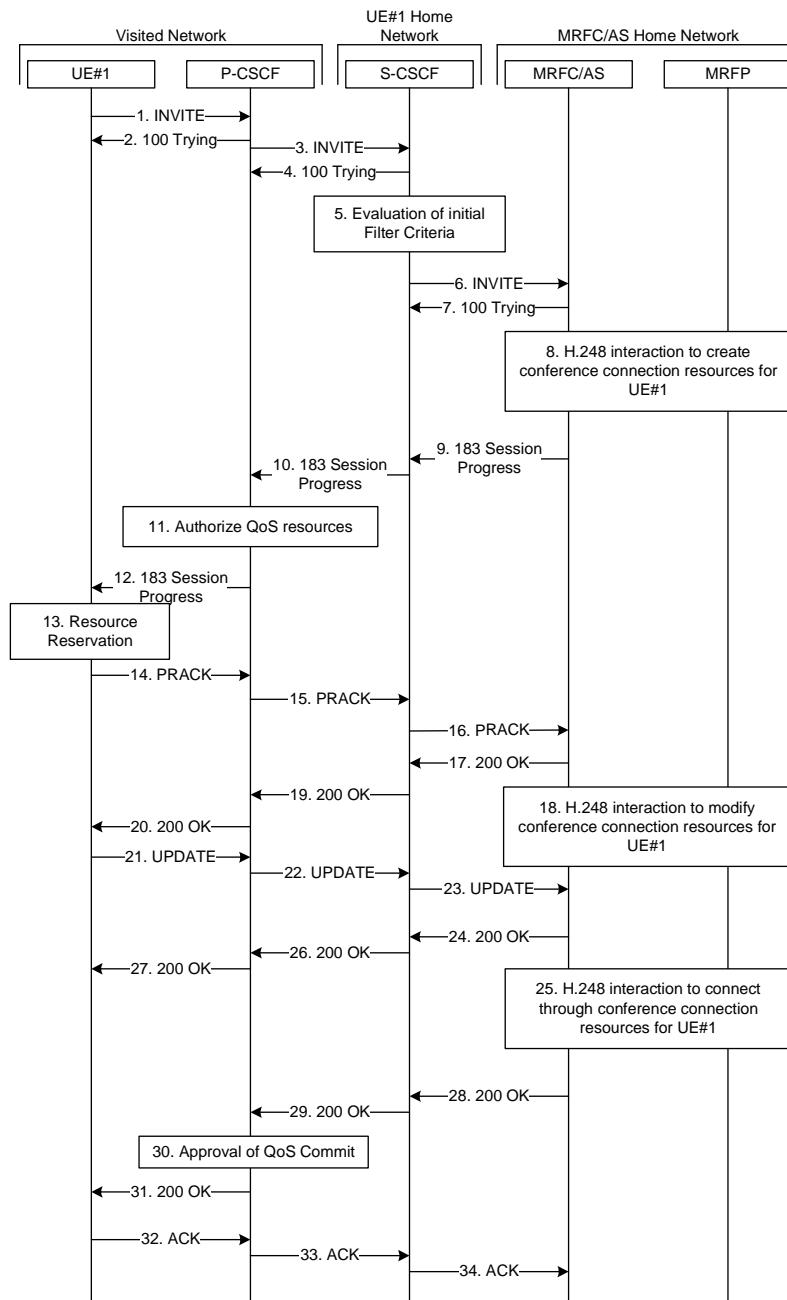 UE#1 Home
Network
Visited Network
MRFC/AS Home Network
UE#1
P-CSCF
S-CSCF
MRFC/AS
MRFP
1. INVITE
2. 100 Trying
3. INVITE
4. 100 Trying
5. Evaluation of initial
Filter Criteria
6. INVITE
7. 100 Trying
8. H.248 interaction to create
conference connection resources for
UE#1
9. 183 Session
Progress
10. 183 Session
Progress
11. Authorize QoS resources
12. 183 Session
Progress
13. Resource
Reservation
14. PRACK
15. PRACK
16. PRACK
17. 200 OK
18. H.248 interaction to modify
conference connection resources for
UE#1
19. 200 OK
20. 200 OK
21. UPDATE
22. UPDATE
23. UPDATE
24. 200 OK
25. H.248 interaction to connect
through conference connection
resources for UE#1
26. 200 OK
27. 200 OK
28. 200 OK
29. 200 OK
30. Approval of QoS Commit
31. 200 OK
32. ACK
33. ACK
34. ACK